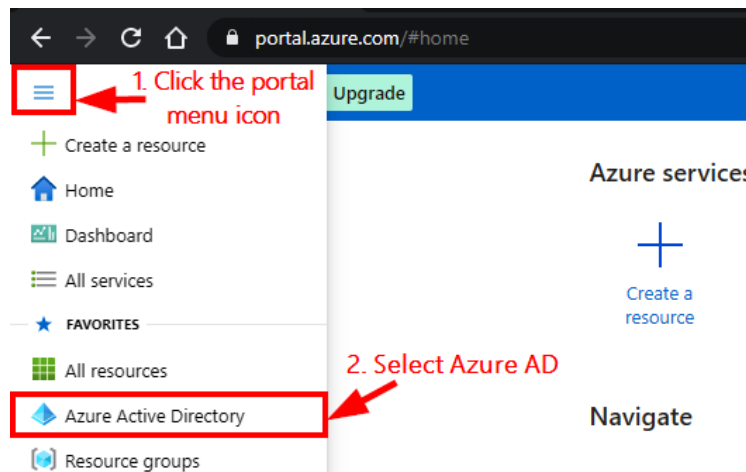 portal.azure.com/#home
1. Click the portal
menu icon
Upgrade
Create a resource
Home
Dashboard
All services
FAVORITES
All resources
Azure Active Directory
Resource groups
Azure services
Create a
resource
2. Select Azure AD
Navigate